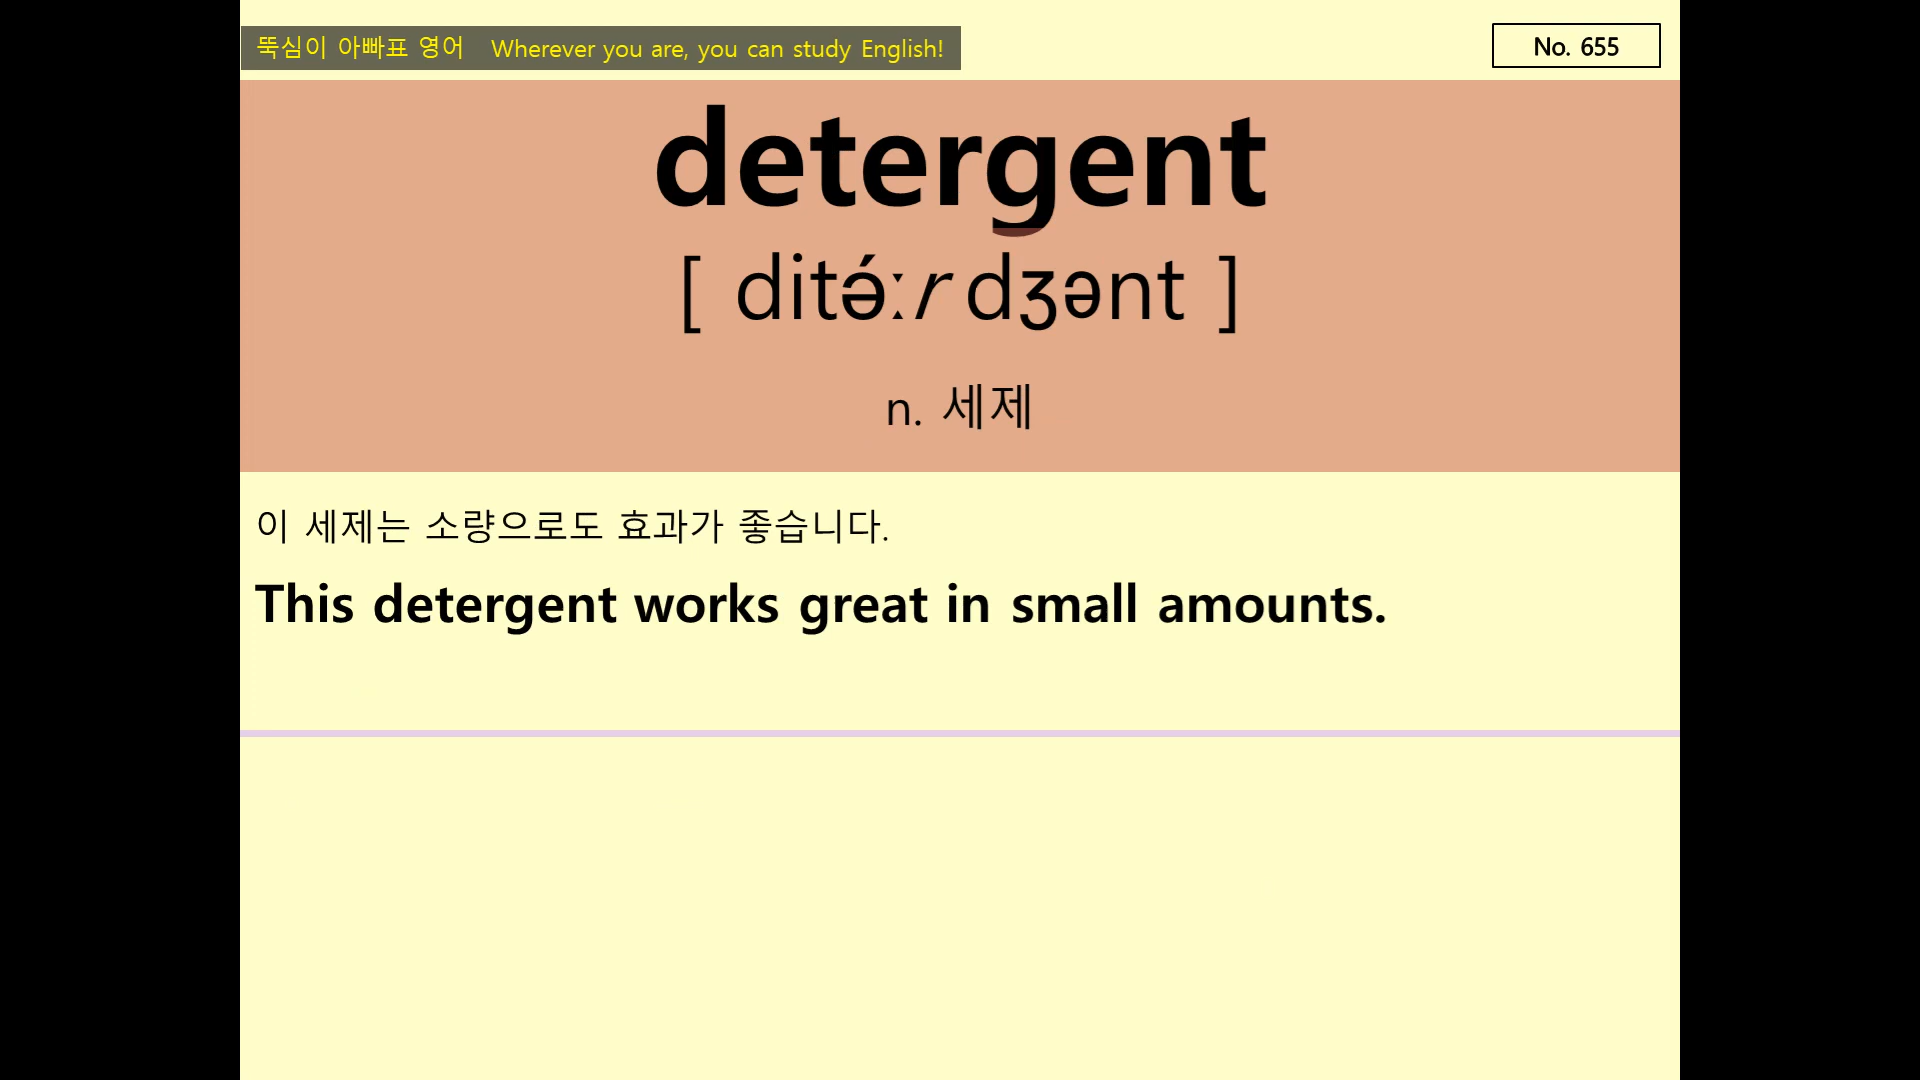 뚝심이 아빠표 영어 Wherever you are, you can study English!
No. 655
detergent
[ ditə́ːrdʒənt ]
n. 세제
이 세제는 소량으로도 효과가 좋습니다.
This detergent works great in small amounts.